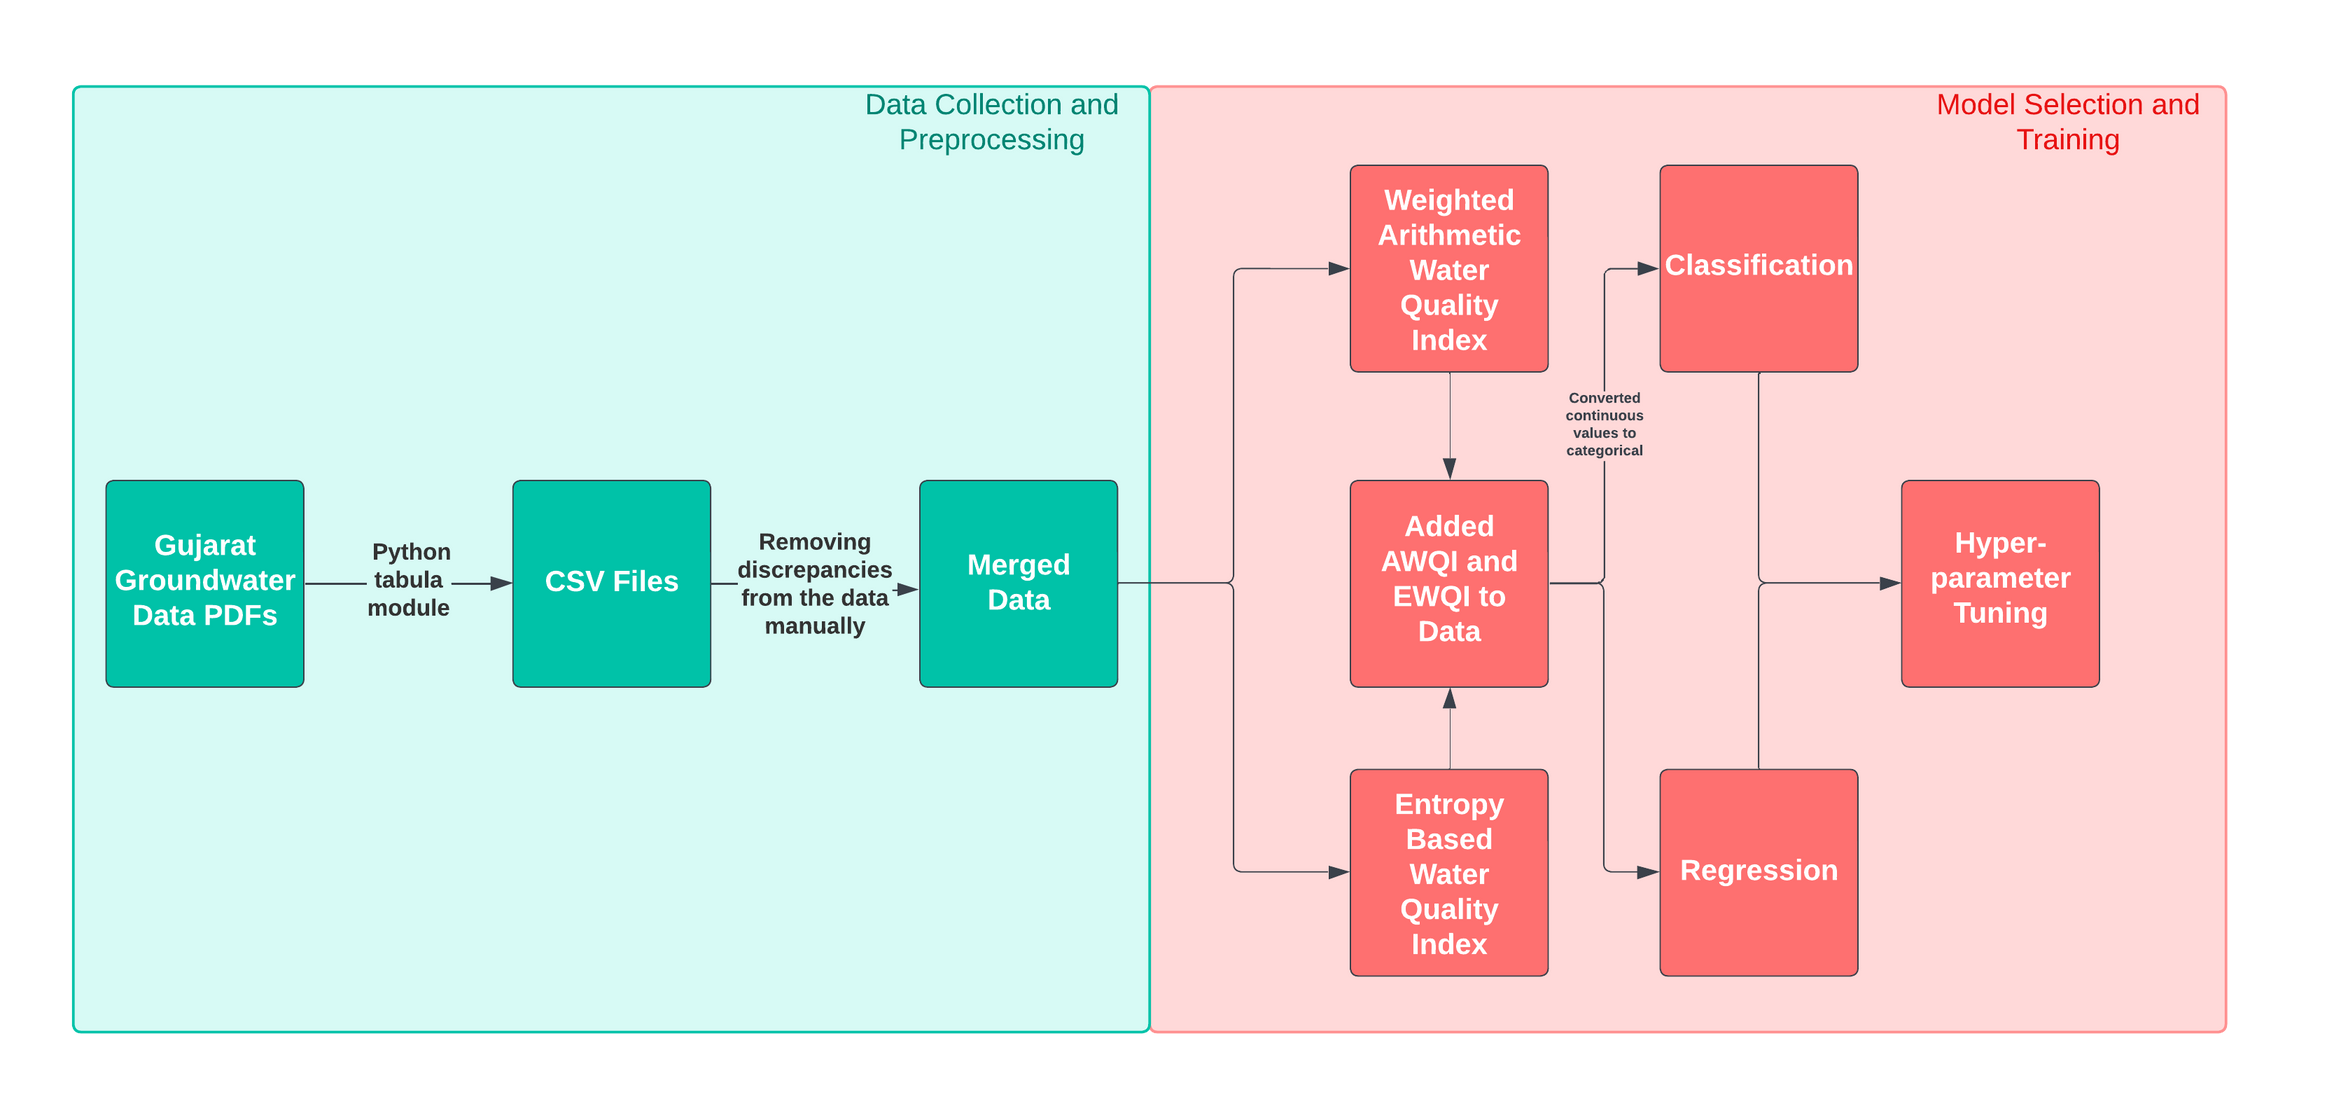 Data Collection and
Preprocessing
Model Selection and
Training
Gujarat
Groundwater
Data PDFs
Python
tabula
module
CSV Files
Removing
discrepancies
from the data
manually
Merged
Data
Weighted
Arithmetic
Water
Quality
Index
Added
AWQI and
EWQI to
Data
Entropy
Based
Water
Quality
Index
Converted
continuous
values to
categorical
Classification
Regression
Hyper-
parameter
Tuning